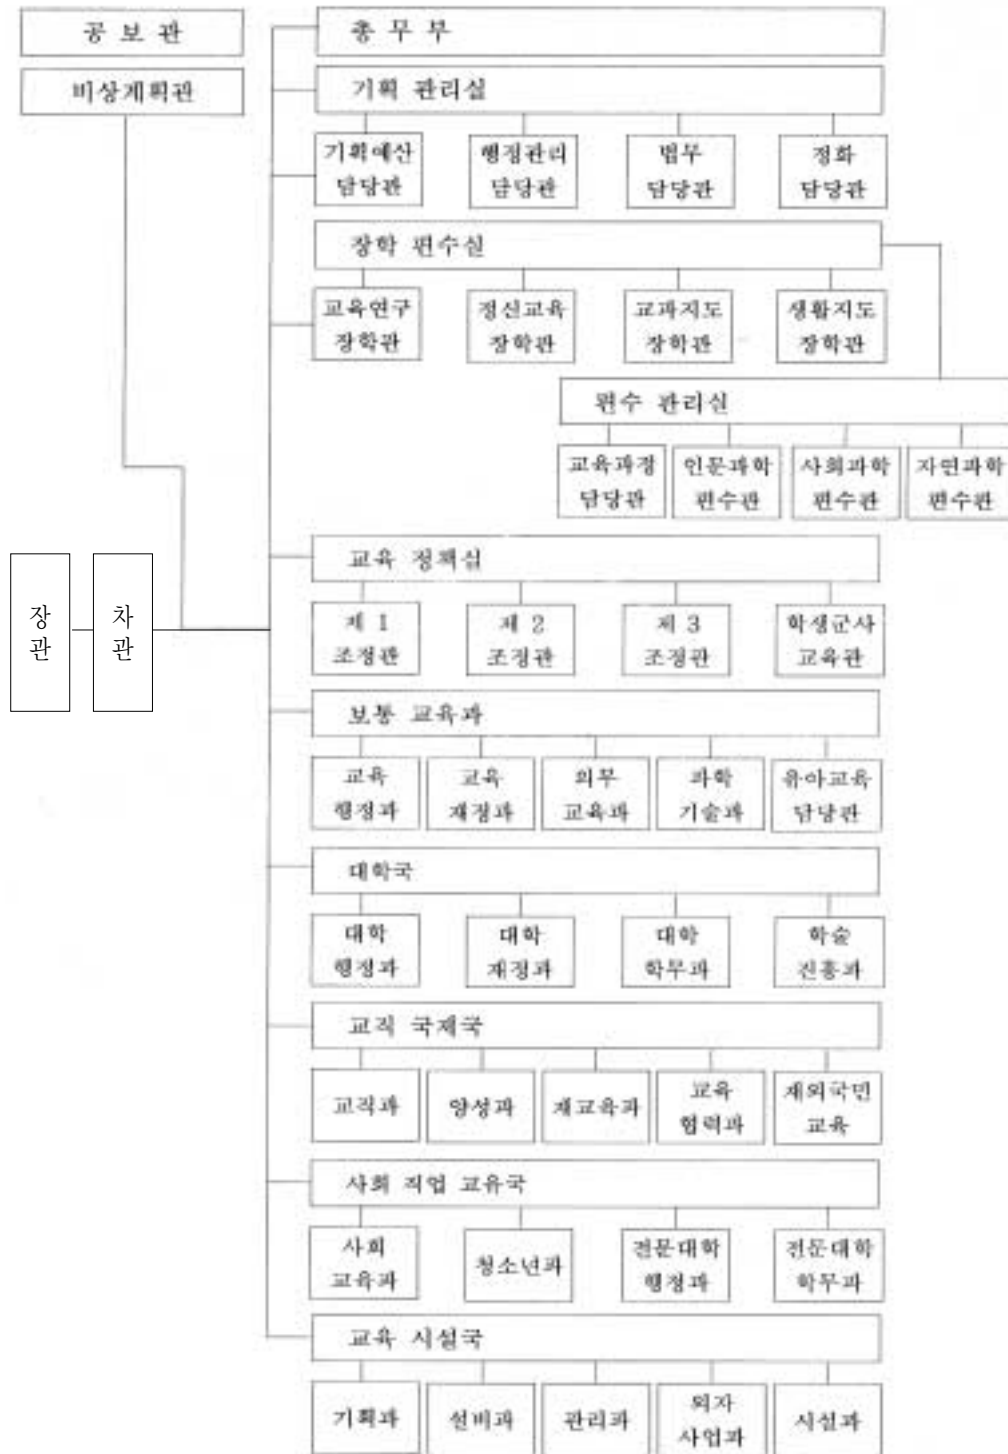 공 보 관
비상계획관
총 무 부
기획 관리실
기획예산
담당관
행정관리
담당관
법무
담당관
정화
담당관
장학 편수실
교육연구
장학관
정신교육
장학관
교과지도
장학관
생활지도
장학관
편수 관리실
교육과정
담당관
인문과학
편수관
사회과학
편수관
자연과학
편수관
장관
차관
교육 정책실
제 1
조정관
제 2
조정관
제 3
조정관
학생군사
교육관
보통 교육과
교육
행정과
교육
재정과
의무
교육과
과학
기술과
유아교육
담당관
대학국
대학
행정과
대학
재정과
대학
학무과
학술
진흥과
교직 국제국
교직과
양성과
재교육과
교육
협력과
재외국민
교육
사회 직업 교유국
사회
교육과
청소년과
전문대학
행정과
전문대학
학무과
교육 시설국
기획과
설비과
관리과
외자
사업과
시설과